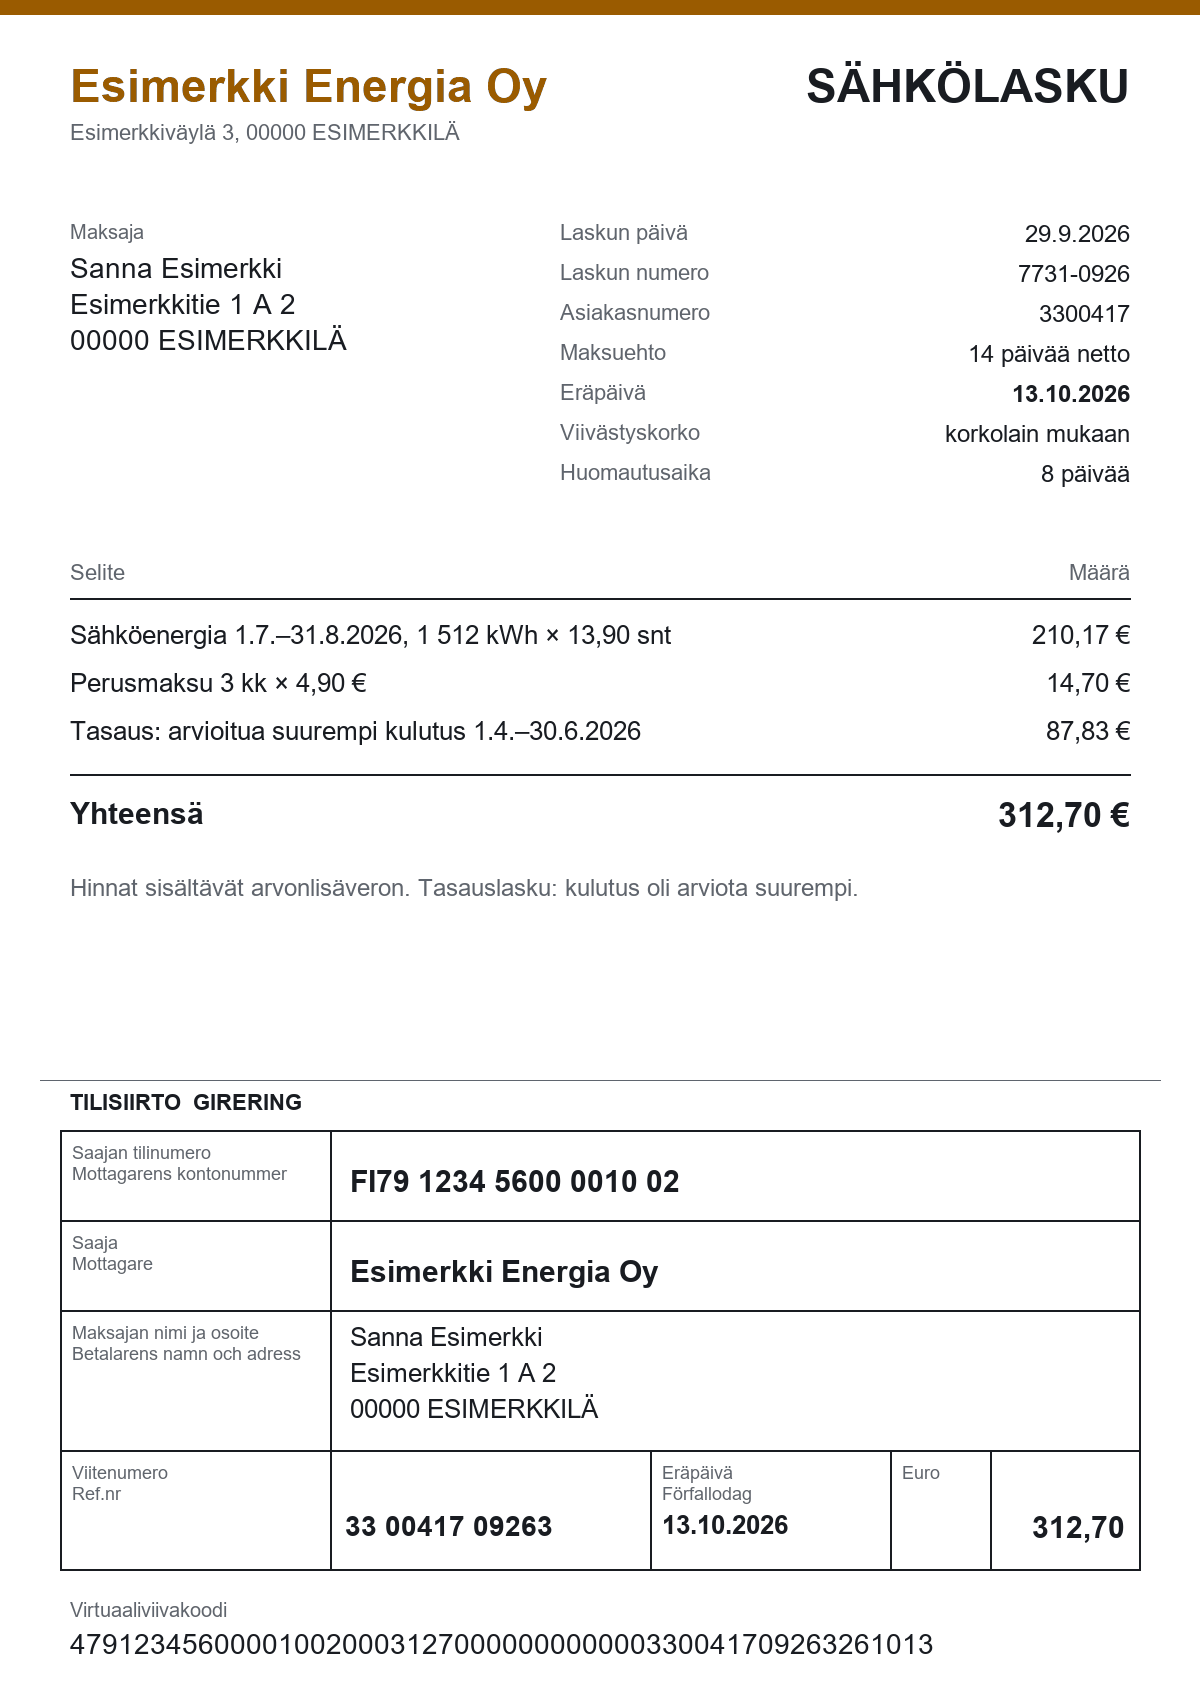 Esimerkki Energia Oy
SÄHKÖLASKU
Esimerkkiväylä 3, 00000 ESIMERKKILÄ
Maksaja
Sanna Esimerkki
Esimerkkitie 1 A 2
00000 ESIMERKKILÄ
Laskun päivä 29.9.2026
Laskun numero 7731-0926
Asiakasnumero 3300417
Maksuehto 14 päivää netto
Eräpäivä 13.10.2026
Viivästyskorko korkolain mukaan
Huomautusaika 8 päivää
Selite Määrä
Sähköenergia 1.7.–31.8.2026, 1 512 kWh × 13,90 snt 210,17 €
Perusmaksu 3 kk × 4,90 € 14,70 €
Tasaus: arvioitua suurempi kulutus 1.4.–30.6.2026 87,83 €
Yhteensä 312,70 €
Hinnat sisältävät arvonlisäveron. Tasauslasku: kulutus oli arviota suurempi.
TILISIIRTO GIRERING
Saajan tilinumero
Mottagarens kontonummer
FI79 1234 5600 0010 02
Saaja
Mottagare
Esimerkki Energia Oy
Maksajan nimi ja osoite
Betalarens namn och adress
Sanna Esimerkki
Esimerkkitie 1 A 2
00000 ESIMERKKILÄ
Viitenumero
Ref.nr
33 00417 09263
Eräpäivä
Förfallodag
13.10.2026
Euro
312,70
Virtuaaliviivakoodi
479123456000010020003127000000000000033004170926326​1013